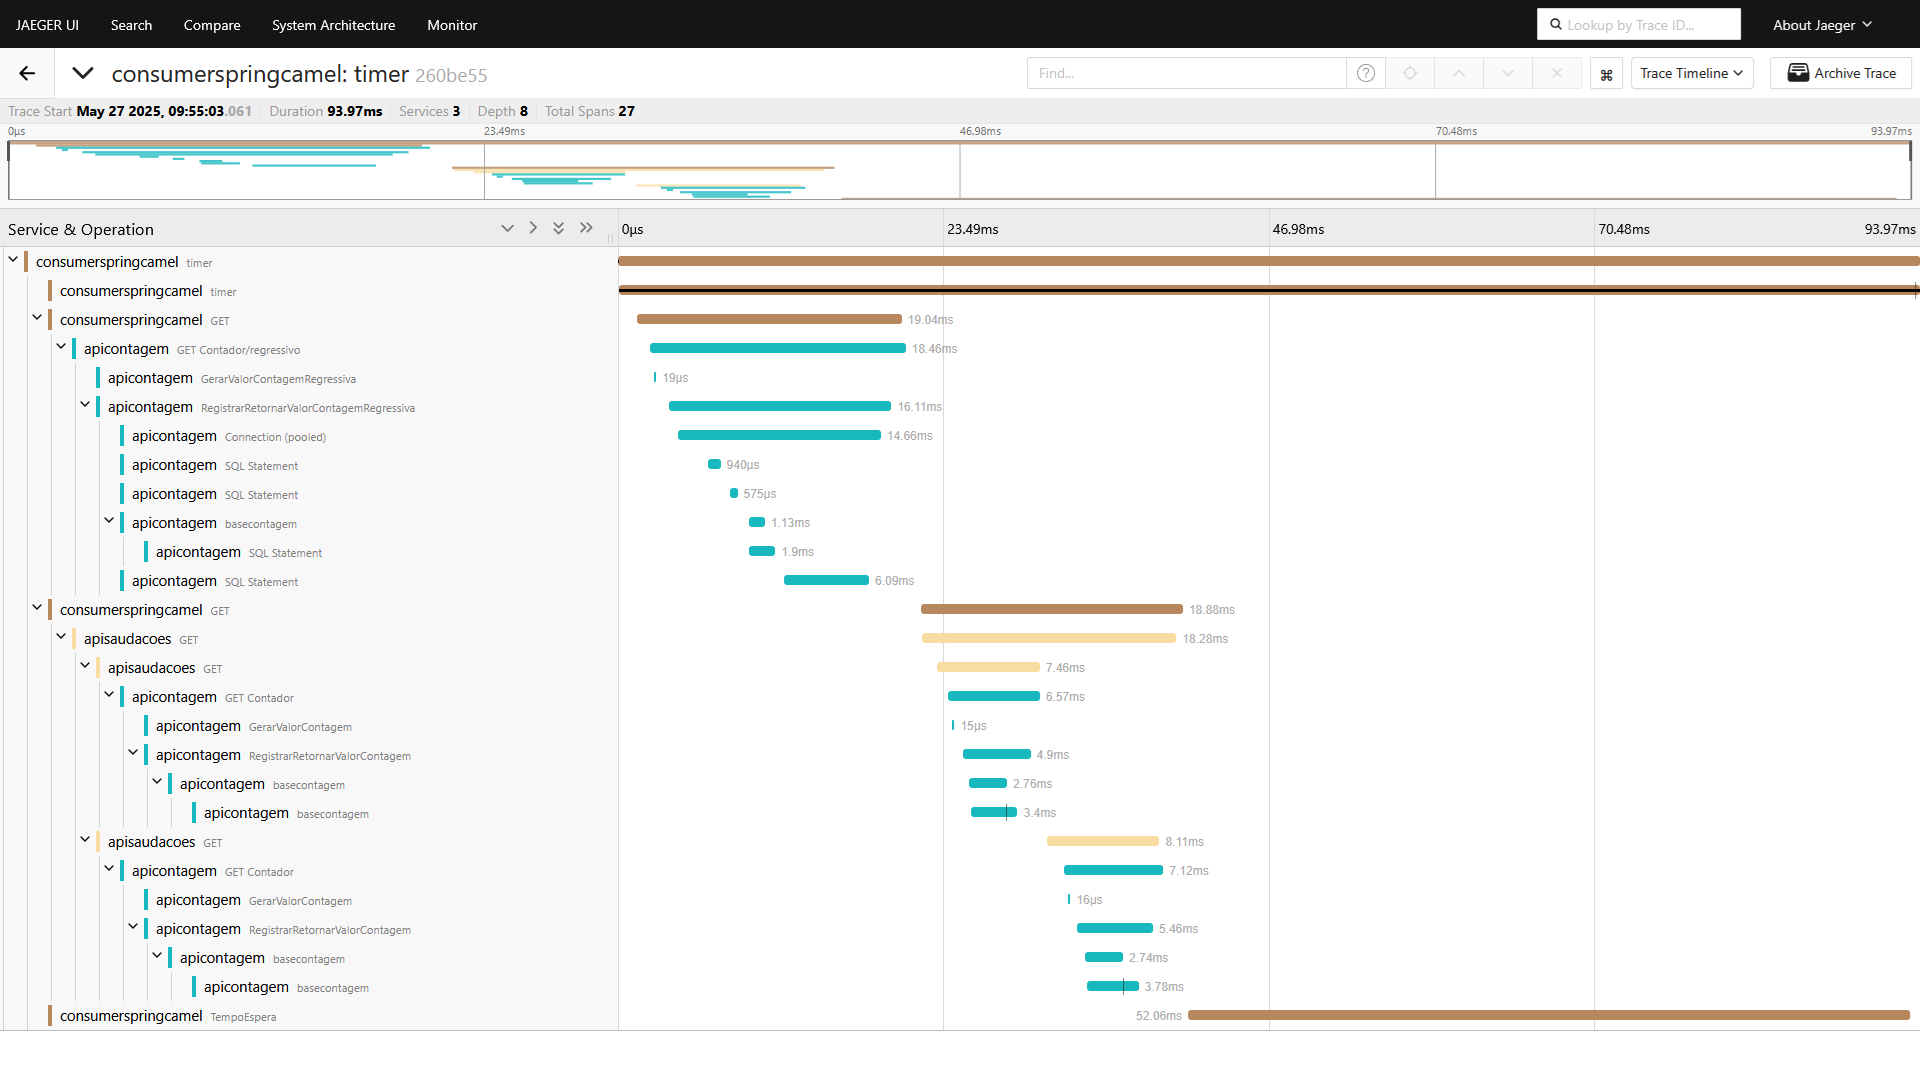 JAEGER UI Search Compare System Architecture Monitor Lookup by Trace ID... About Jaeger
consumerspringcamel: timer 260be55 Find... ? Trace Timeline Archive Trace
Trace Start May 27 2025, 09:55:03.061 Duration 93.97ms Services 3 Depth 8 Total Spans 27
0μs 23.49ms 46.98ms 70.48ms 93.97ms
Service & Operation 0μs 23.49ms 46.98ms 70.48ms 93.97ms
consumerspringcamel timer
consumerspringcamel timer
consumerspringcamel GET 19.04ms
apicontagem GET Contador/regressivo 18.46ms
apicontagem GerarValorContagemRegressiva 19μs
apicontagem RegistrarRetornarValorContagemRegressiva 16.11ms
apicontagem Connection (pooled) 14.66ms
apicontagem SQL Statement 940μs
apicontagem SQL Statement 575μs
apicontagem basecontagem 1.13ms
apicontagem SQL Statement 1.9ms
apicontagem SQL Statement 6.09ms
consumerspringcamel GET 18.88ms
apisaudacoes GET 18.28ms
apisaudacoes GET 7.46ms
apicontagem GET Contador 6.57ms
apicontagem GerarValorContagem 15μs
apicontagem RegistrarRetornarValorContagem 4.9ms
apicontagem basecontagem 2.76ms
apicontagem basecontagem 3.4ms
apisaudacoes GET 8.11ms
apicontagem GET Contador 7.12ms
apicontagem GerarValorContagem 16μs
apicontagem RegistrarRetornarValorContagem 5.46ms
apicontagem basecontagem 2.74ms
apicontagem basecontagem 3.78ms
consumerspringcamel TempoEspera 52.06ms